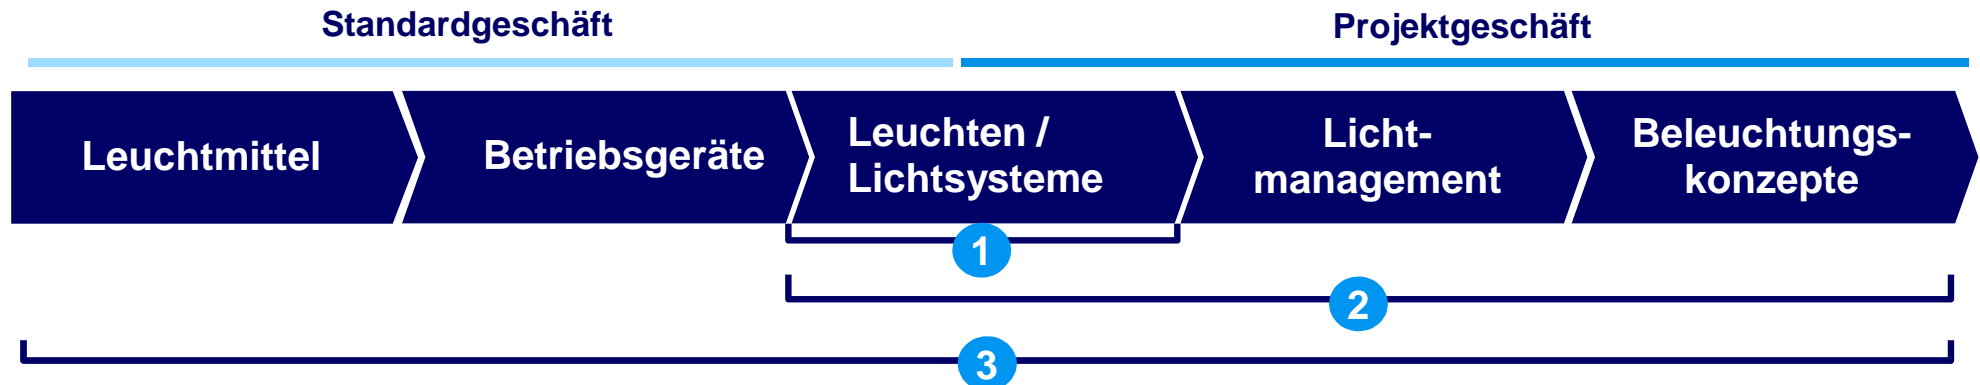 Standardgeschäft
Projektgeschäft
Leuchtmittel
Betriebsgeräte
Leuchten /
Lichtsysteme
Licht-
management
Beleuchtungs-
konzepte
1
2
3